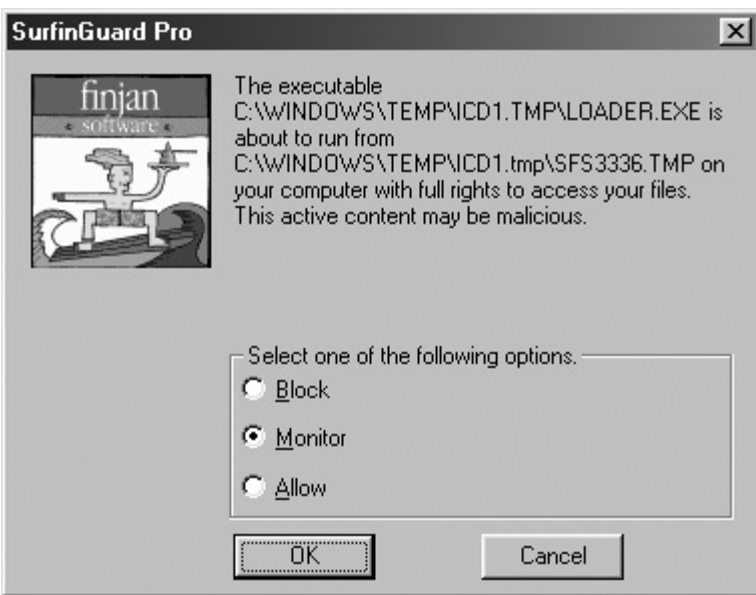 SurfinGuard Pro
finjan
software
The executable
C:\WINDOWS\TEMP\ICD1.TMP\LOADER.EXE is
about to run from
C:\WINDOWS\TEMP\ICD1.tmp\SFS3336.TMP on
your computer with full rights to access your files.
This active content may be malicious.
Select one of the following options.
Block
Monitor
Allow
OK
Cancel